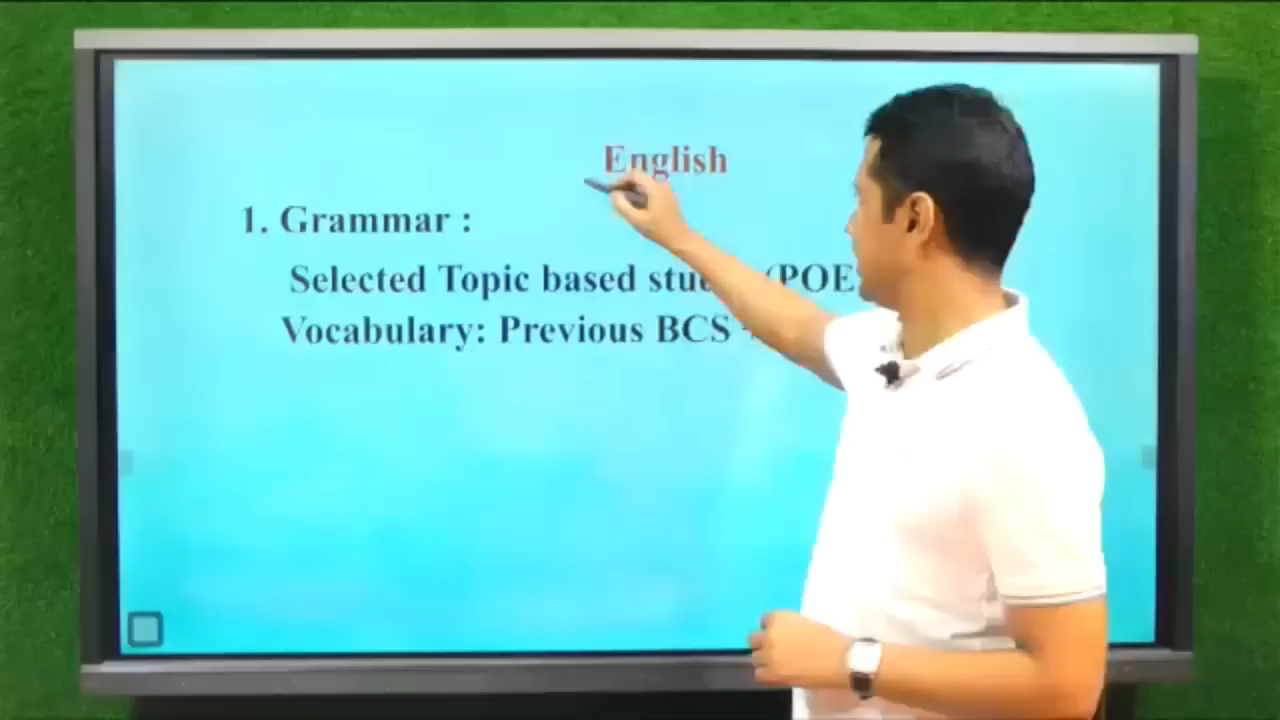 English
1. Grammar :
Selected Topic based (POE
Vocabulary: Previous BCS